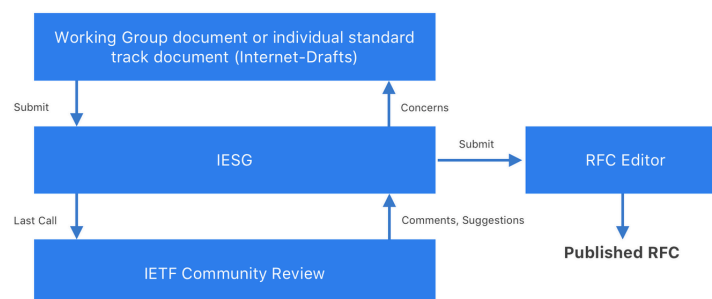 Working Group document or individual standard
track document (Internet-Drafts)
Submit
Concerns
IESG
Submit
RFC Editor
Last Call
Comments, Suggestions
Published RFC
IETF Community Review